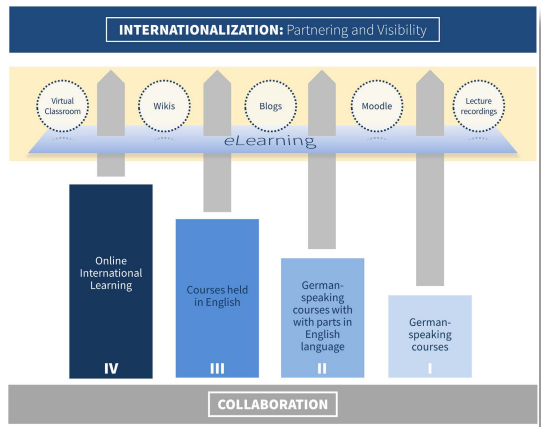 INTERNATIONALIZATION: Partnering and Visibility
Virtual
Classroom
Wikis
Blogs
Moodle
Lecture
recordings
eLearning
Online
International
Learning
IV
Courses held
in English
III
German-
speaking
courses with
with parts in
English
language
II
German-
speaking
courses
I
COLLABORATION